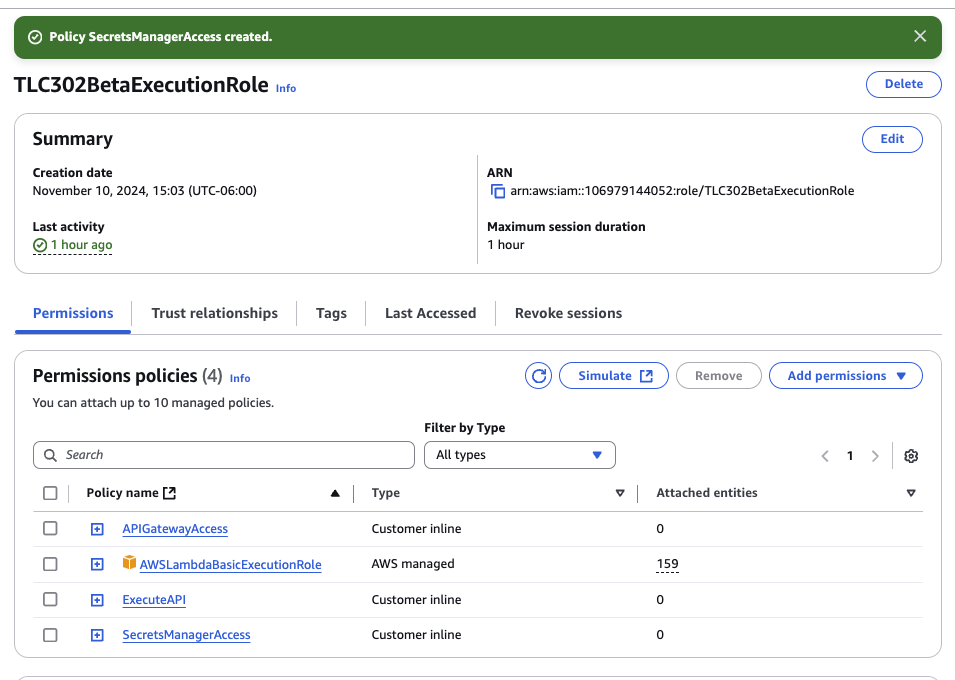 Policy SecretsManagerAccess created.
TLC302BetaExecutionRole Info
Delete
Summary
Edit
Creation date
November 10, 2024, 15:03 (UTC-06:00)
ARN
arn:aws:iam::106979144052:role/TLC302BetaExecutionRole
Last activity
1 hour ago
Maximum session duration
1 hour
Permissions
Trust relationships
Tags
Last Accessed
Revoke sessions
Permissions policies (4) Info
Simulate
Remove
Add permissions
You can attach up to 10 managed policies.
Filter by Type
Search
All types
1
Policy name
Type
Attached entities
APIGatewayAccess
Customer inline
0
AWSLambdaBasicExecutionRole
AWS managed
159
ExecuteAPI
Customer inline
0
SecretsManagerAccess
Customer inline
0